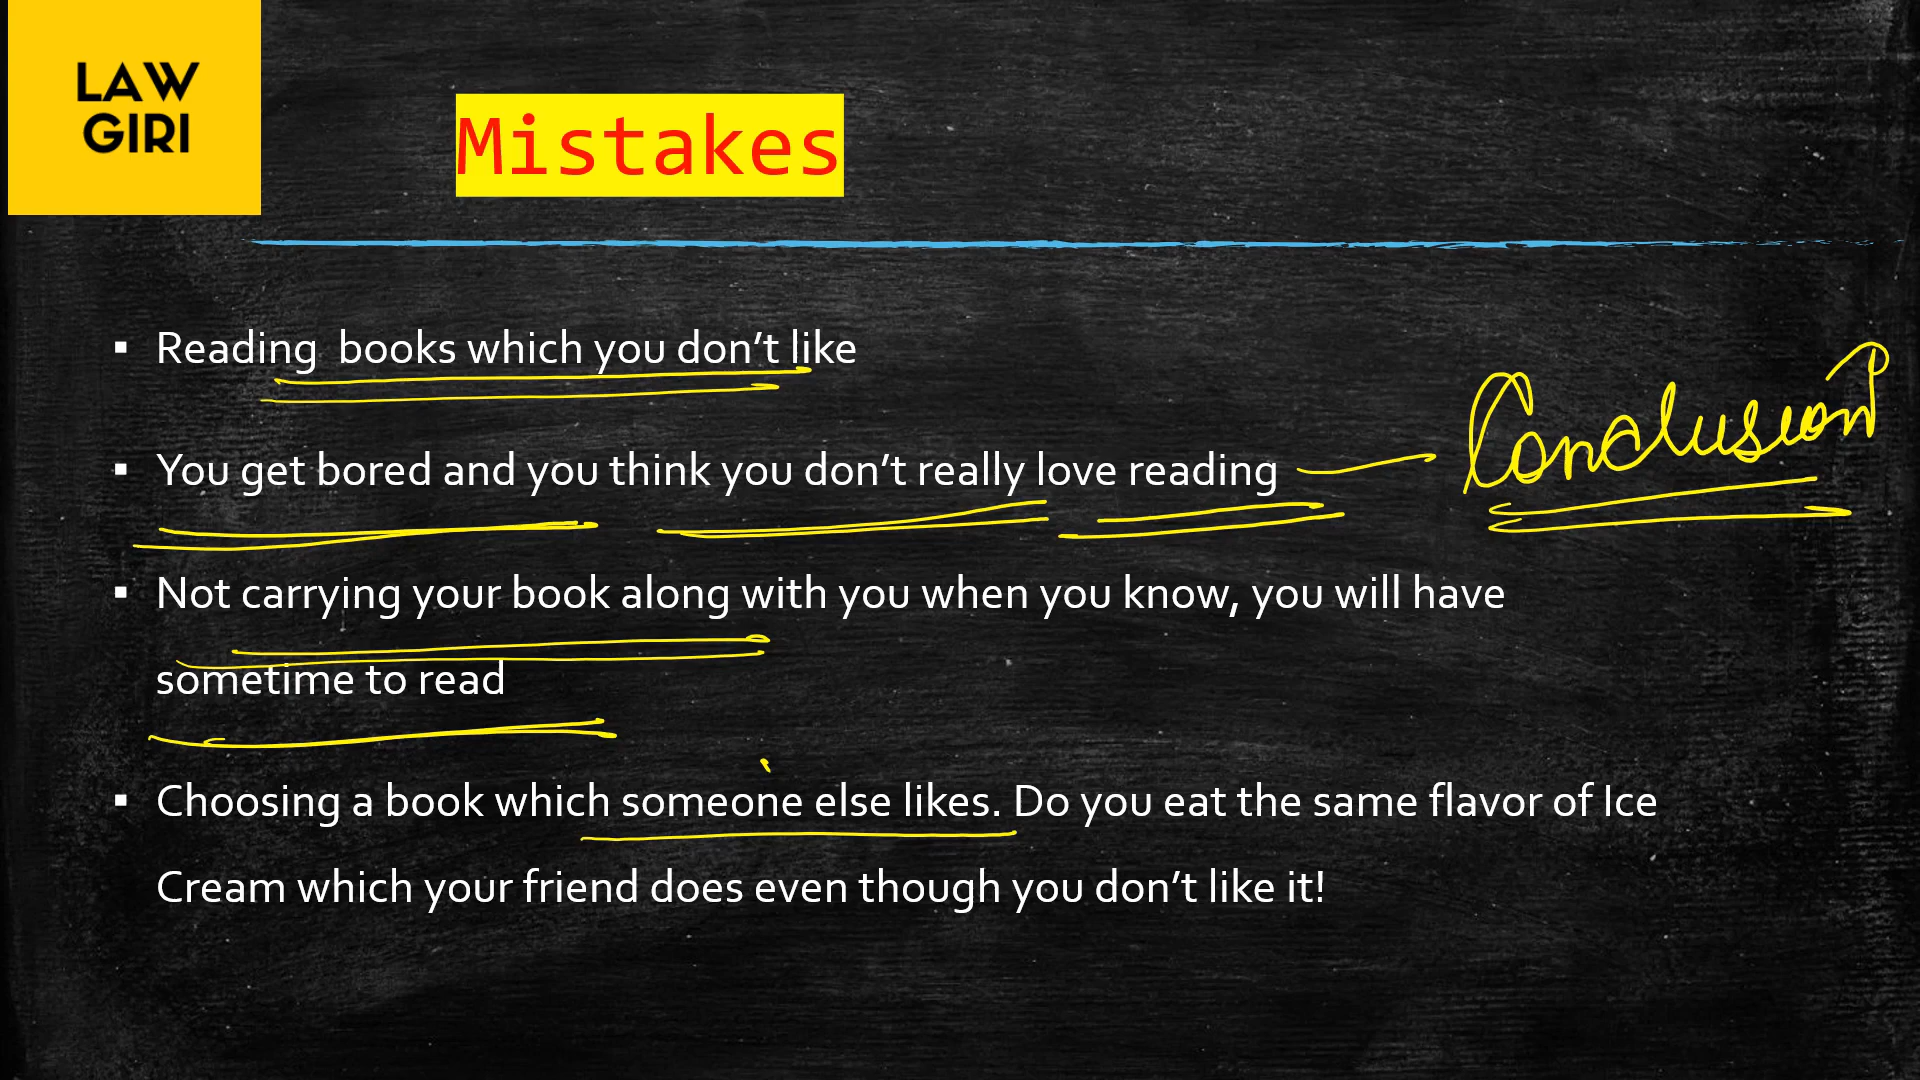 LAW
GIRI
Mistakes
▪ Reading  books which you don’t like
▪ You get bored and you think you don’t really love reading
Conclusion
▪ Not carrying your book along with you when you know, you will have
sometime to read
▪ Choosing a book which someone else likes. Do you eat the same flavor of Ice
Cream which your friend does even though you don’t like it!